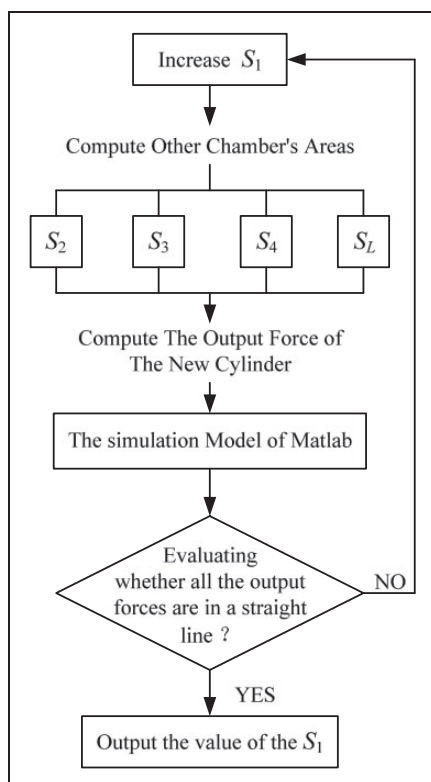 Increase S₁
Compute Other Chamber's Areas
S₂ S₃ S₄ S_L
Compute The Output Force of
The New Cylinder
The simulation Model of Matlab
Evaluating
whether all the output
forces are in a straight
line ?
NO
YES
Output the value of the S₁